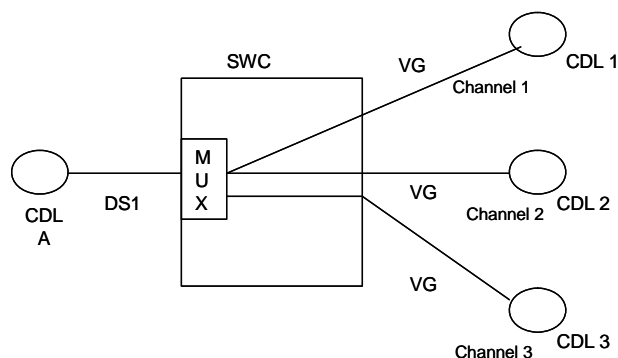 SWC
VG
CDL 1
Channel 1
M
U
X
DS1
CDL
A
VG
Channel 2
CDL 2
VG
Channel 3
CDL 3